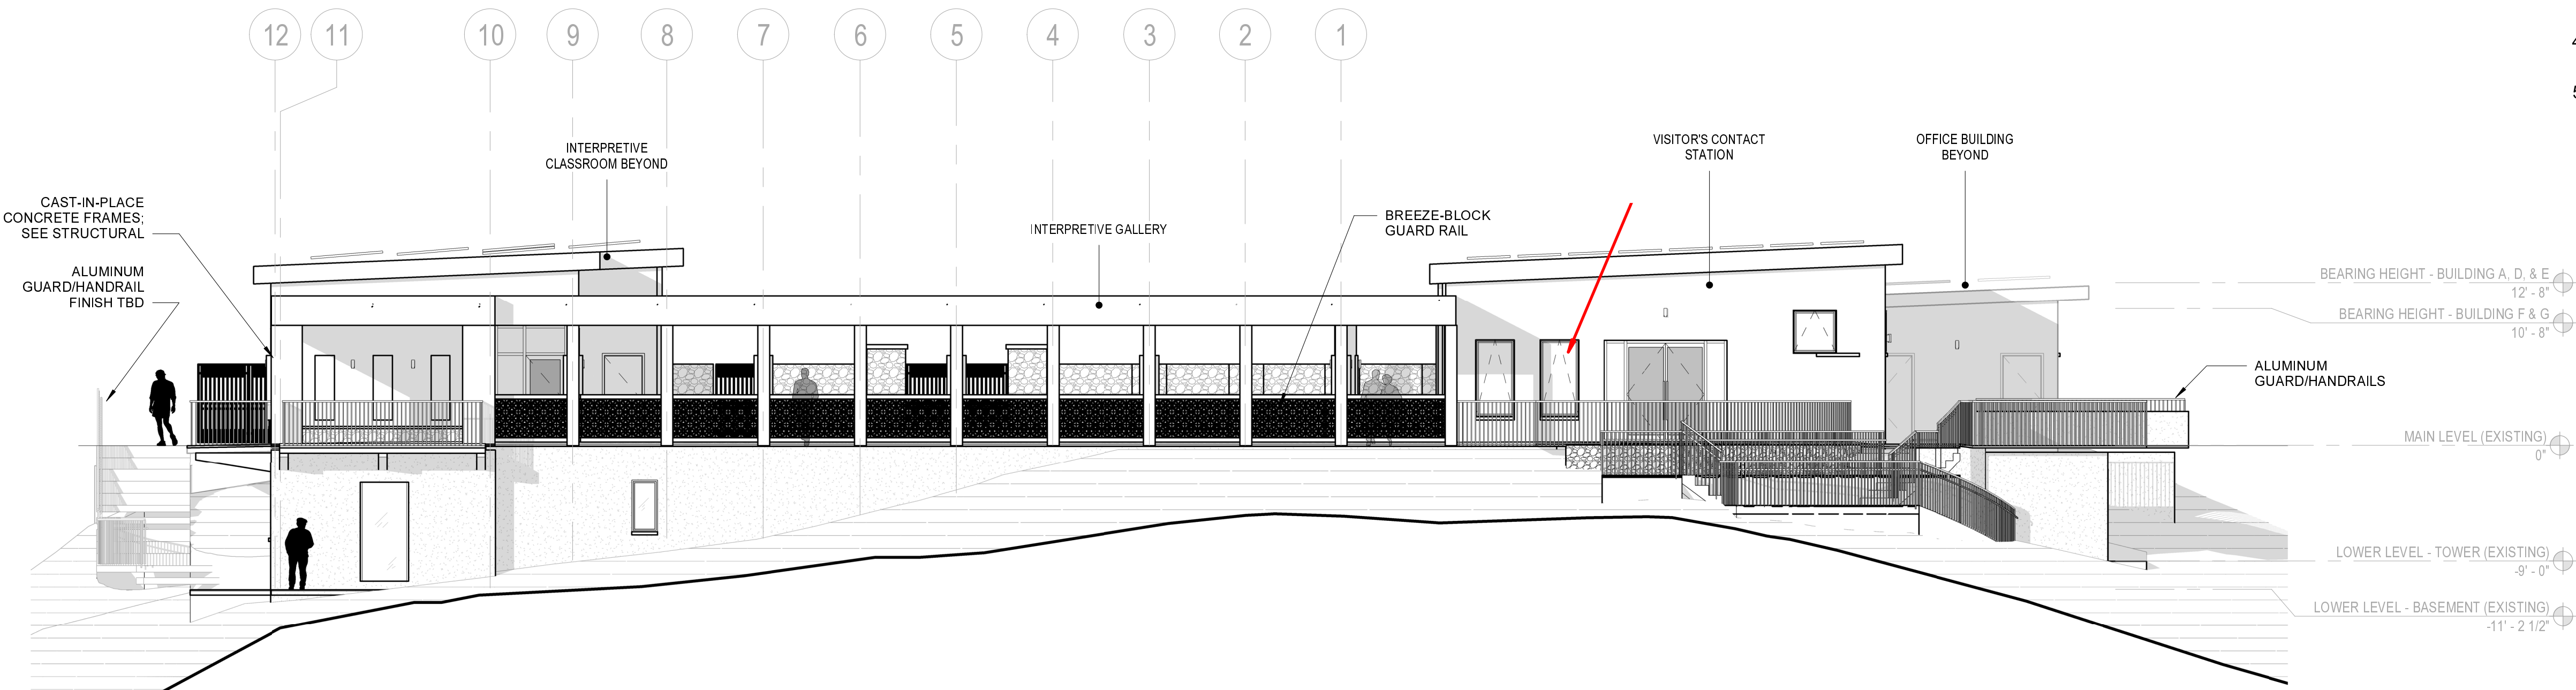 12
11
10
9
8
7
6
5
4
3
2
1
INTERPRETIVE
CLASSROOM BEYOND
VISITOR'S CONTACT
STATION
OFFICE BUILDING
BEYOND
CAST-IN-PLACE
CONCRETE FRAMES;
SEE STRUCTURAL
INTERPRETIVE GALLERY
BREEZE-BLOCK
GUARD RAIL
ALUMINUM
GUARD/HANDRAIL
FINISH TBD
BEARING HEIGHT - BUILDING A, D, & E
12' - 8"
BEARING HEIGHT - BUILDING F & G
10' - 8"
ALUMINUM
GUARD/HANDRAILS
MAIN LEVEL (EXISTING)
0"
LOWER LEVEL - TOWER (EXISTING)
-9' - 0"
LOWER LEVEL - BASEMENT (EXISTING)
-11' - 2 1/2"